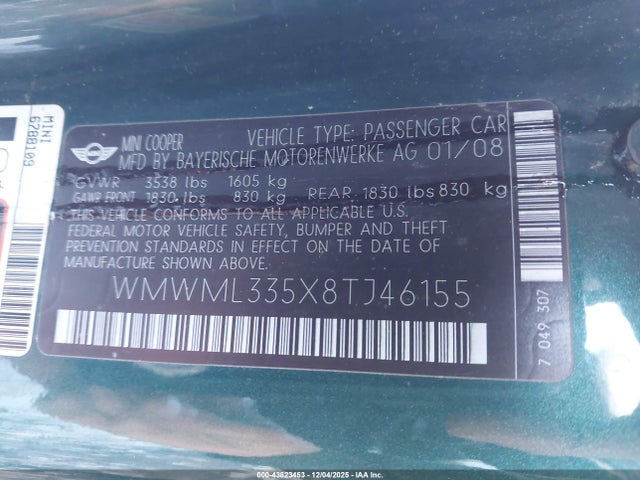 MINI COOPER VEHICLE TYPE: PASSENGER CAR
MFD BY BAYERISCHE MOTORENWERKE AG 01/08
GVWR 3538 lbs 1605 kg
GAWR FRONT 1830 lbs 830 kg REAR 1830 lbs 830 kg
THIS VEHICLE CONFORMS TO ALL APPLICABLE U.S.
FEDERAL MOTOR VEHICLE SAFETY, BUMPER AND THEFT
PREVENTION STANDARDS IN EFFECT ON THE DATE OF
MANUFACTURE SHOWN ABOVE.
WMWML335X8TJ46155
7 049 307
MINI
6Z88109
000-43823453 - 12/04/2025 - IAA Inc.